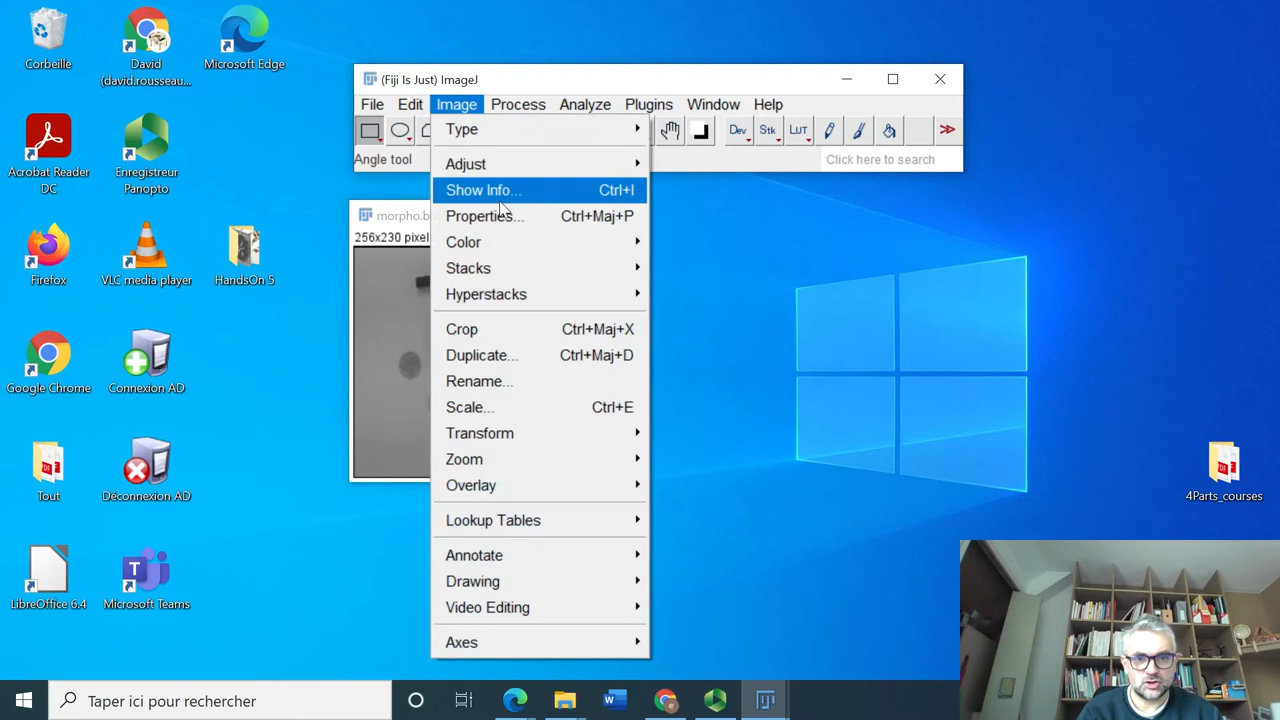 Corbeille
David
(david.rousseau...
Microsoft Edge
Acrobat Reader
DC
Enregistreur
Panopto
Firefox
VLC media player
HandsOn 5
Google Chrome
Connexion AD
Tout
Déconnexion AD
LibreOffice 6.4
Microsoft Teams
(Fiji Is Just) ImageJ
File Edit Image Process Analyze Plugins Window Help
Dev Stk LUT
Angle tool
Click here to search
morpho.b
256x230 pixel
Type
Adjust
Show Info... Ctrl+I
Properties... Ctrl+Maj+P
Color
Stacks
Hyperstacks
Crop Ctrl+Maj+X
Duplicate... Ctrl+Maj+D
Rename...
Scale... Ctrl+E
Transform
Zoom
Overlay
Lookup Tables
Annotate
Drawing
Video Editing
Axes
PDF
4Parts_courses
Taper ici pour rechercher